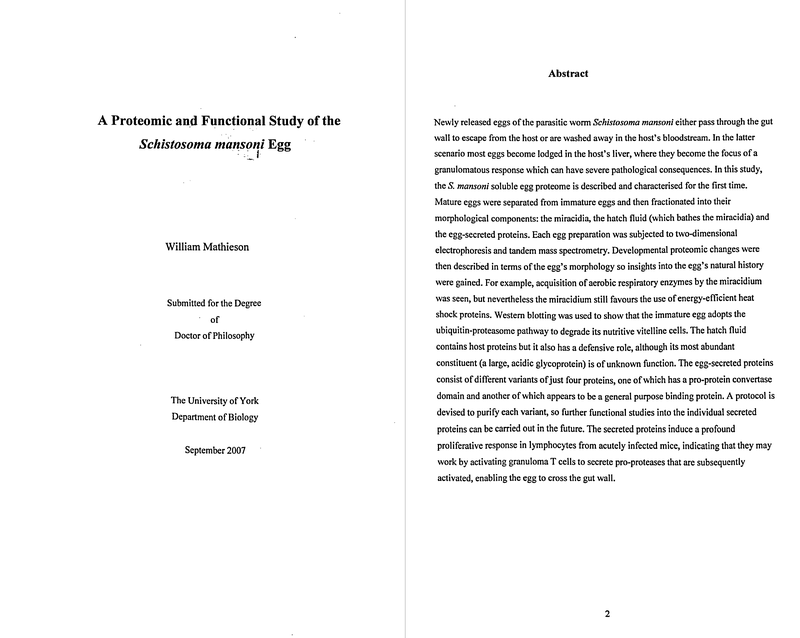 A Proteomic and Functional Study of the
Schistosoma mansoni Egg
William Mathieson
Submitted for the Degree
of
Doctor of Philosophy
The University of York
Department of Biology
September 2007
Abstract
Newly released eggs of the parasitic worm Schistosoma mansoni either pass through the gut
wall to escape from the host or are washed away in the host's bloodstream. In the latter
scenario most eggs become lodged in the host's liver, where they become the focus of a
granulomatous response which can have severe pathological consequences. In this study,
the S. mansoni soluble egg proteome is described and characterised for the first time.
Mature eggs were separated from immature eggs and then fractionated into their
morphological components: the miracidia, the hatch fluid (which bathes the miracidia) and
the egg-secreted proteins. Each egg preparation was subjected to two-dimensional
electrophoresis and tandem mass spectrometry. Developmental proteomic changes were
then described in terms of the egg's morphology so insights into the egg's natural history
were gained. For example, acquisition of aerobic respiratory enzymes by the miracidium
was seen, but nevertheless the miracidium still favours the use of energy-efficient heat
shock proteins. Western blotting was used to show that the immature egg adopts the
ubiquitin-proteasome pathway to degrade its nutritive vitelline cells. The hatch fluid
contains host proteins but it also has a defensive role, although its most abundant
constituent (a large, acidic glycoprotein) is of unknown function. The egg-secreted proteins
consist of different variants of just four proteins, one of which has a pro-protein convertase
domain and another of which appears to be a general purpose binding protein. A protocol is
devised to purify each variant, so further functional studies into the individual secreted
proteins can be carried out in the future. The secreted proteins induce a profound
proliferative response in lymphocytes from acutely infected mice, indicating that they may
work by activating granuloma T cells to secrete pro-proteases that are subsequently
activated, enabling the egg to cross the gut wall.
2